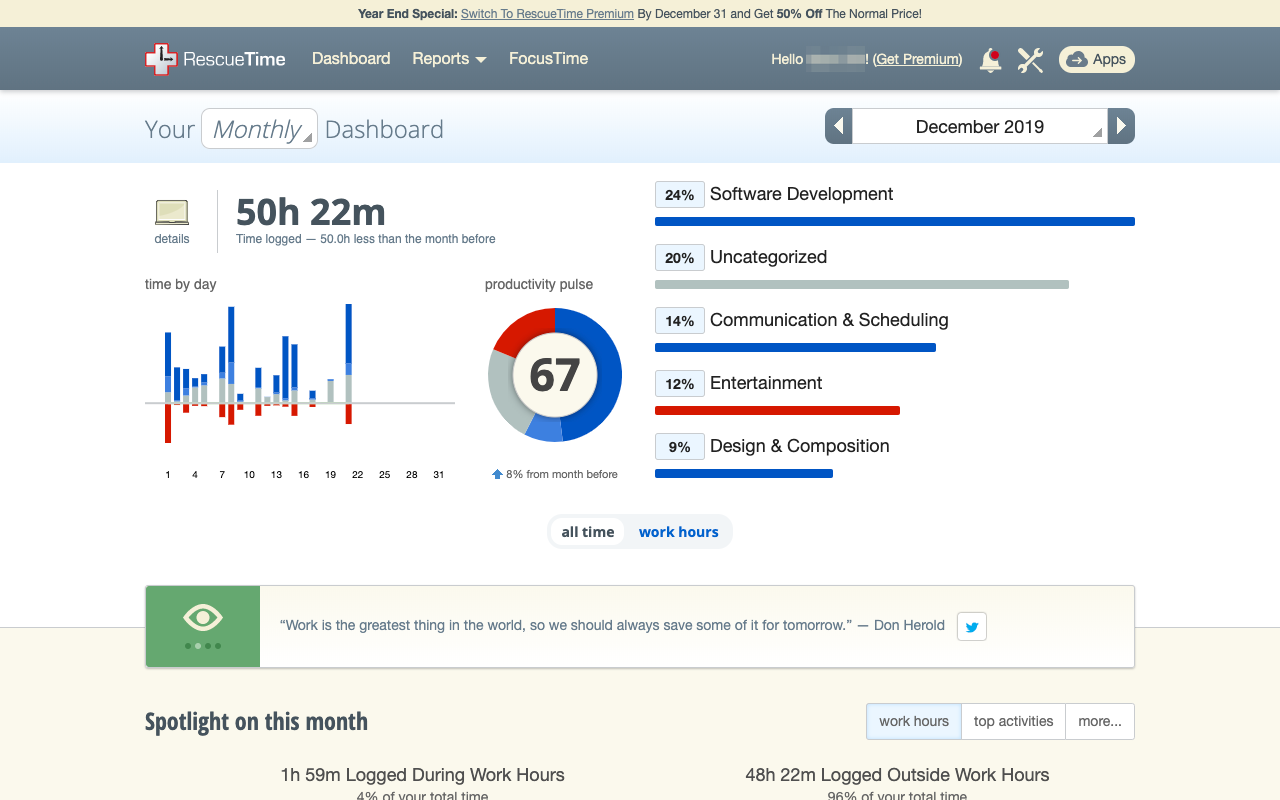 Year End Special: Switch To RescueTime Premium By December 31 and Get 50% Off The Normal Price!
RescueTime Dashboard Reports FocusTime Hello ! (Get Premium) Apps
Your Monthly Dashboard
December 2019
details
50h 22m
Time logged — 50.0h less than the month before
time by day
1 4 7 10 13 16 19 22 25 28 31
productivity pulse
67
8% from month before
24% Software Development
20% Uncategorized
14% Communication & Scheduling
12% Entertainment
9% Design & Composition
all time work hours
“Work is the greatest thing in the world, so we should always save some of it for tomorrow.” — Don Herold
Spotlight on this month
work hours top activities more...
1h 59m Logged During Work Hours
4% of your total time
48h 22m Logged Outside Work Hours
96% of your total time